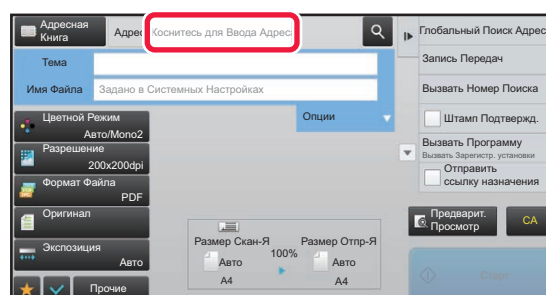 Адресная
Книга
Адрес
Коснитесь для Ввода Адреса
Глобальный Поиск Адрес
Тема
Запись Передач
Имя Файла
Задано в Системных Настройках
Вызвать Номер Поиска
Цветной Режим
Авто/Mono2
Опции
Штамп Подтвержд.
Разрешение
200x200dpi
Вызвать Программу
Вызвать Зарегистр. установки
Формат Файла
PDF
Отправить
ссылку назначения
Оригинал
Предварит.
Просмотр
CA
Экспозиция
Авто
Размер Скан-Я
100%
Размер Отпр-Я
Авто
A4
Авто
A4
Прочие
Старт